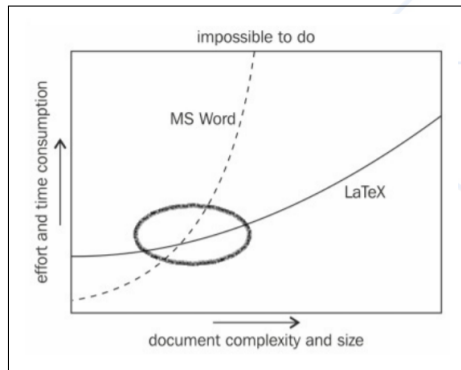 impossible to do
MS Word
LaTeX
effort and time consumption
document complexity and size